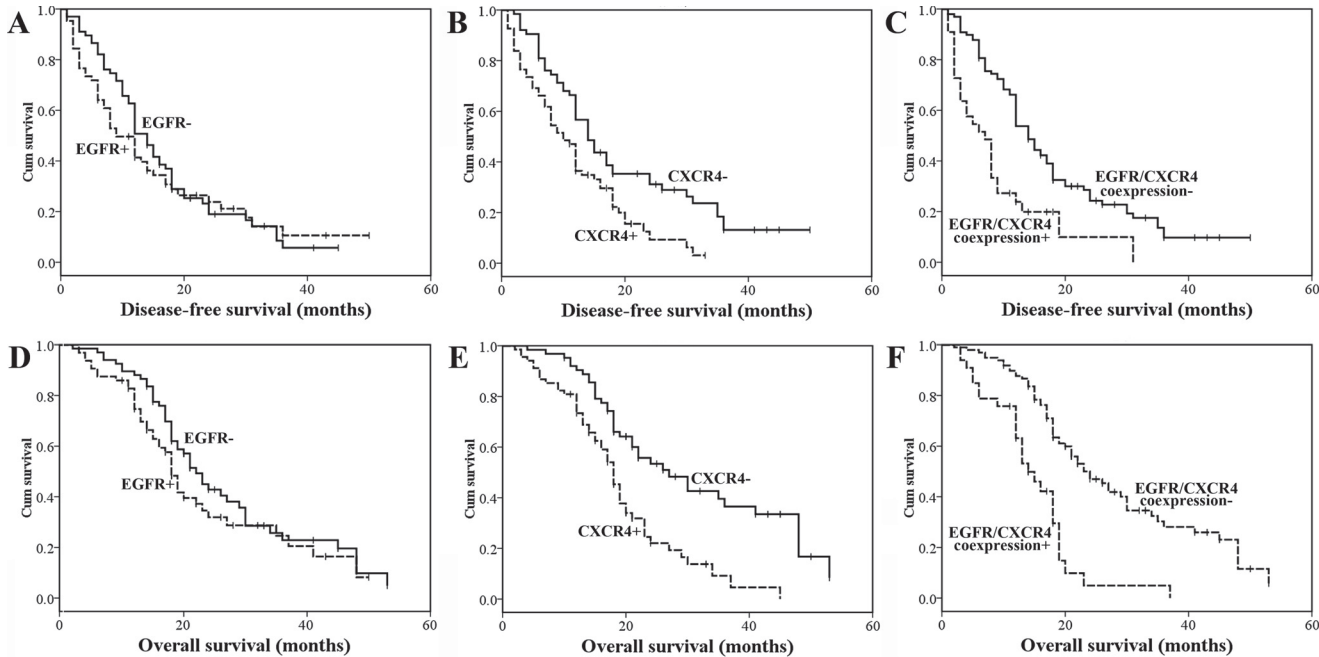 A
1.0
0.8
0.6
0.4
0.2
0.0
Cum survival
EGFR-
EGFR+
0
20
40
60
Disease-free survival (months)
B
1.0
0.8
0.6
0.4
0.2
0.0
Cum survival
CXCR4-
CXCR4+
0
20
40
60
Disease-free survival (months)
C
1.0
0.8
0.6
0.4
0.2
0.0
Cum survival
EGFR/CXCR4
coexpression-
EGFR/CXCR4
coexpression+
0
20
40
60
Disease-free survival (months)
D
1.0
0.8
0.6
0.4
0.2
0.0
Cum survival
EGFR-
EGFR+
0
20
40
60
Overall survival (months)
E
1.0
0.8
0.6
0.4
0.2
0.0
Cum survival
CXCR4-
CXCR4+
0
20
40
60
Overall survival (months)
F
1.0
0.8
0.6
0.4
0.2
0.0
Cum survival
EGFR/CXCR4
coexpression-
EGFR/CXCR4
coexpression+
0
20
40
60
Overall survival (months)